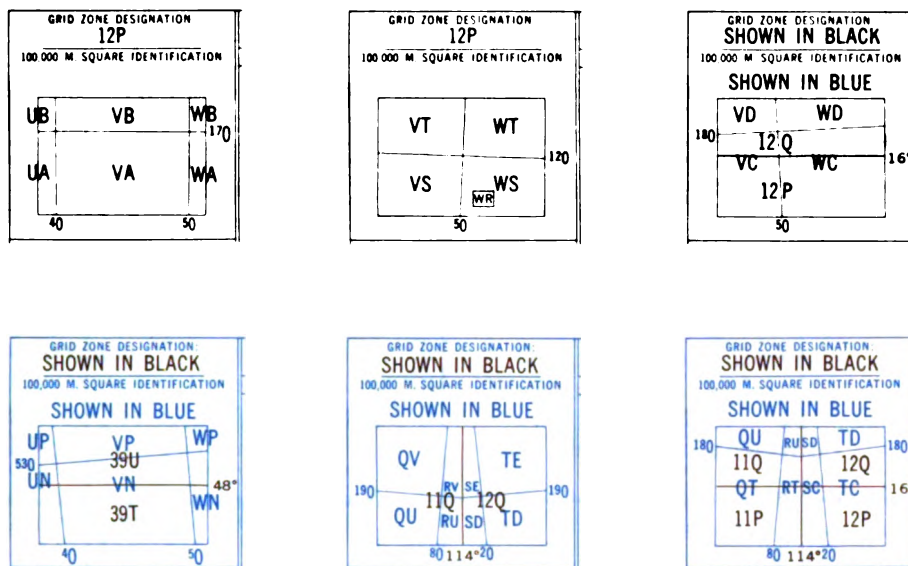 GRID ZONE DESIGNATION
12P
100,000 M. SQUARE IDENTIFICATION
UB VB WB
170
UA VA WA
40 50
GRID ZONE DESIGNATION
12P
100,000 M. SQUARE IDENTIFICATION
VT WT
120
VS WS
WR
50
GRID ZONE DESIGNATION
SHOWN IN BLACK
100,000 M. SQUARE IDENTIFICATION
SHOWN IN BLUE
VD WD
180
12Q
16°
VC WC
12P
50
GRID ZONE DESIGNATION:
SHOWN IN BLACK
100,000 M. SQUARE IDENTIFICATION
SHOWN IN BLUE
UP VP WP
530 39U
UN VN 48°
WN
39T
40 50
GRID ZONE DESIGNATION:
SHOWN IN BLACK
100,000 M. SQUARE IDENTIFICATION
SHOWN IN BLUE
QV TE
RV SE
190 11Q 12Q 190
QU RU SD TD
80 114° 20
GRID ZONE DESIGNATION:
SHOWN IN BLACK
100,000 M. SQUARE IDENTIFICATION
SHOWN IN BLUE
QU RU SD TD
180 180
11Q 12Q
QT RT SC TC 16
11P 12P
80 114° 20